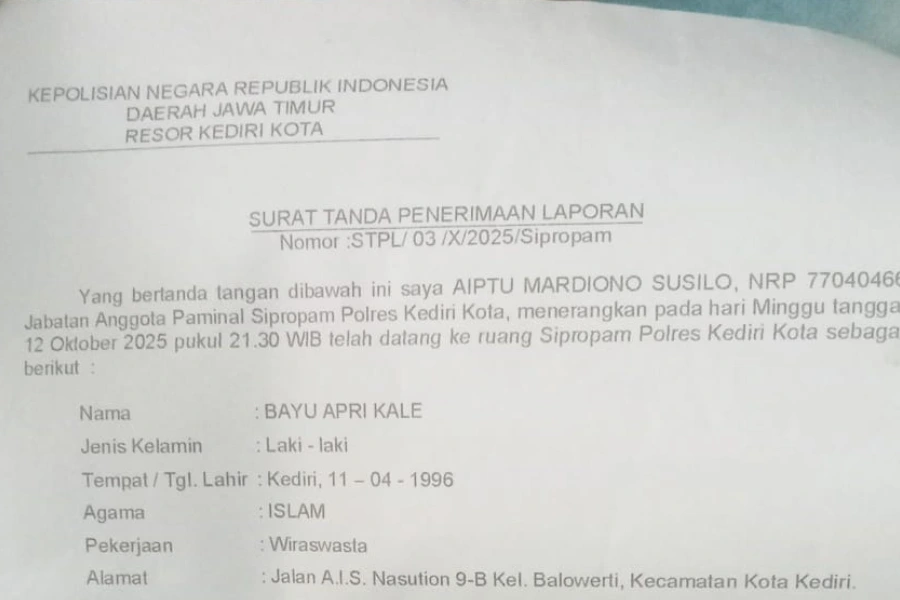 KEPOLISIAN NEGARA REPUBLIK INDONESIA
DAERAH JAWA TIMUR
RESOR KEDIRI KOTA
SURAT TANDA PENERIMAAN LAPORAN
Nomor :STPL/ 03 /X/2025/Sipropam
Yang bertanda tangan dibawah ini saya AIPTU MARDIONO SUSILO, NRP 77040466
Jabatan Anggota Paminal Sipropam Polres Kediri Kota, menerangkan pada hari Minggu tangga
12 Oktober 2025 pukul 21.30 WIB telah datang ke ruang Sipropam Polres Kediri Kota sebaga
berikut :
Nama : BAYU APRI KALE
Jenis Kelamin : Laki - laki
Tempat / Tgl. Lahir : Kediri, 11 – 04 - 1996
Agama : ISLAM
Pekerjaan : Wiraswasta
Alamat : Jalan A.I.S. Nasution 9-B Kel. Balowerti, Kecamatan Kota Kediri.